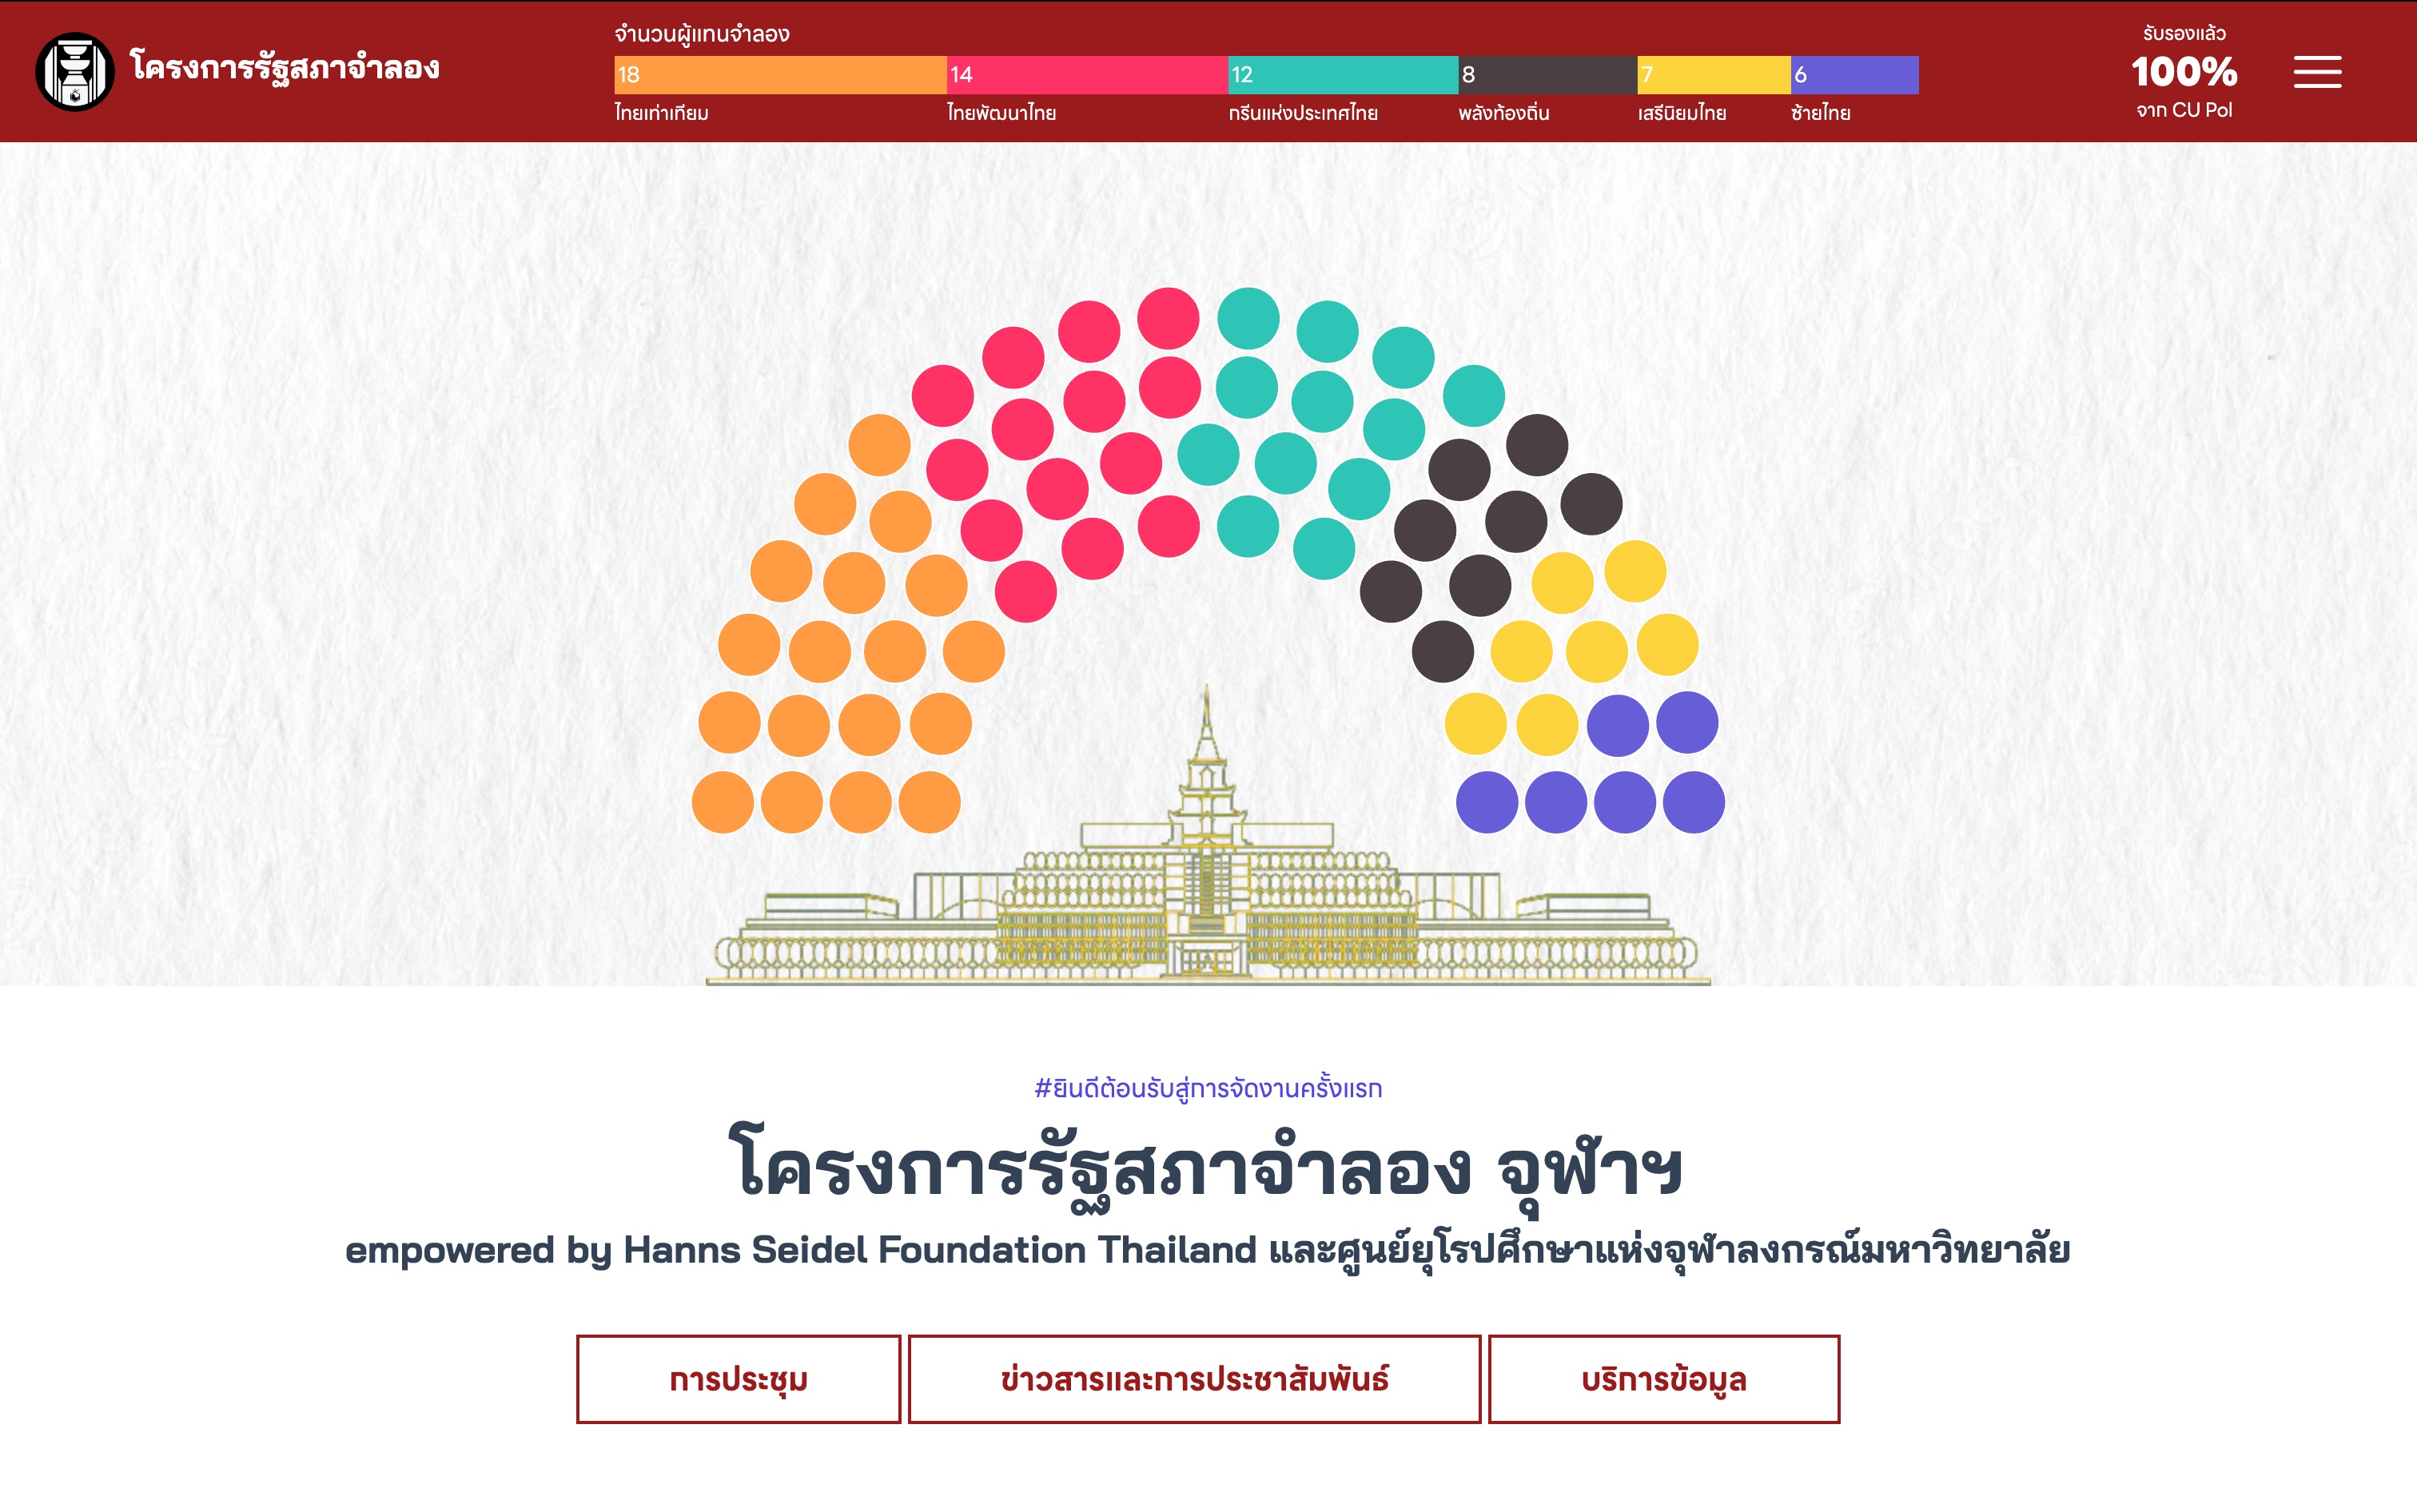 โครงการรัฐสภาจำลอง
จำนวนผู้แทนจำลอง
18 14 12 8 7 6
ไทยเท่าเทียม ไทยพัฒนาไทย กรีนแห่งประเทศไทย พลังท้องถิ่น เสรีนิยมไทย ซ้ายไทย
รับรองแล้ว
100%
จาก CU Pol
#ยินดีต้อนรับสู่การจัดงานครั้งแรก
โครงการรัฐสภาจำลอง จุฬาฯ
empowered by Hanns Seidel Foundation Thailand และศูนย์ยุโรปศึกษาแห่งจุฬาลงกรณ์มหาวิทยาลัย
การประชุม
ข่าวสารและการประชาสัมพันธ์
บริการข้อมูล